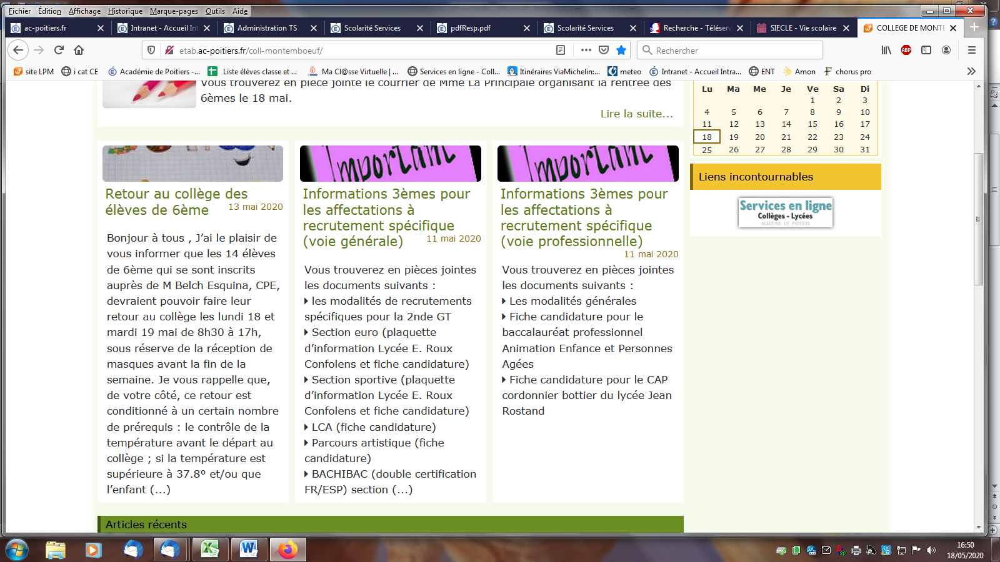 Fichier Édition Affichage Historique Marque-pages Outils Aide
ac-poitiers.fr
Intranet - Accueil Int
Administration TS
Scolarité Services
pdfResp.pdf
Scolarité Services
Recherche - Téléserv
SIECLE - Vie scolaire
COLLEGE DE MONTE
etab.ac-poitiers.fr/coll-montemboeuf/
Rechercher
ABP
site LPM
i cat CE
Académie de Poitiers -...
Liste élèves classe et ...
Ma Cl@sse Virtuelle | ...
Services en ligne - Coll...
Itinéraires ViaMichelin:...
meteo
Intranet - Accueil Intra...
ENT
Amon
chorus pro
Vous trouverez en pièce jointe le courrier de Mme La Principale organisant la rentrée des
6èmes le 18 mai.
Lire la suite...
Lu Ma Me Je Ve Sa Di
1 2 3
4 5 6 7 8 9 10
11 12 13 14 15 16 17
18 19 20 21 22 23 24
25 26 27 28 29 30 31
Liens incontournables
Services en ligne
Collèges - Lycées
ACADÉMIE DE POITIERS
Retour au collège des
élèves de 6ème 13 mai 2020
Bonjour à tous , J’ai le plaisir de
vous informer que les 14 élèves
de 6ème qui se sont inscrits
auprès de M Belch Esquina, CPE,
devraient pouvoir faire leur
retour au collège les lundi 18 et
mardi 19 mai de 8h30 à 17h,
sous réserve de la réception de
masques avant la fin de la
semaine. Je vous rappelle que,
de votre côté, ce retour est
conditionné à un certain nombre
de prérequis : le contrôle de la
température avant le départ au
collège ; si la température est
supérieure à 37.8º et/ou que
l’enfant (...)
Important
Informations 3èmes pour
les affectations à
recrutement spécifique
(voie générale) 11 mai 2020
Vous trouverez en pièces jointes
les documents suivants :
les modalités de recrutements
spécifiques pour la 2nde GT
Section euro (plaquette
d’information Lycée E. Roux
Confolens et fiche candidature)
Section sportive (plaquette
d’information Lycée E. Roux
Confolens et fiche candidature)
LCA (fiche candidature)
Parcours artistique (fiche
candidature)
BACHIBAC (double certification
FR/ESP) section (...)
Important
Informations 3èmes pour
les affectations à
recrutement spécifique
(voie professionnelle)
11 mai 2020
Vous trouverez en pièces jointes
les documents suivants :
Les modalités générales
Fiche candidature pour le
baccalauréat professionnel
Animation Enfance et Personnes
Agées
Fiche candidature pour le CAP
cordonnier bottier du lycée Jean
Rostand
Articles récents
16:50
18/05/2020